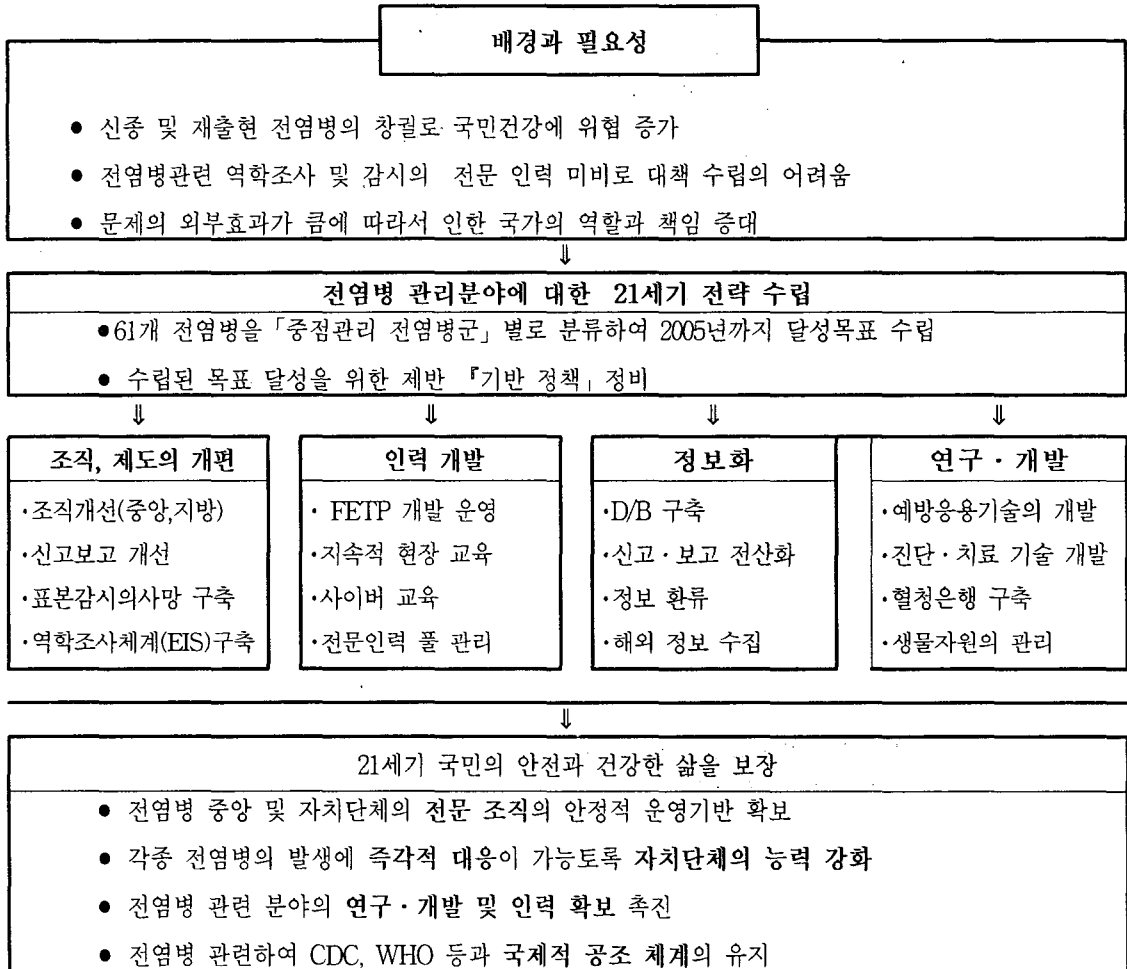 배경과 필요성
● 신종 및 재출현 전염병의 창궐로 국민건강에 위협 증가
● 전염병관련 역학조사 및 감시의 전문 인력 미비로 대책 수립의 어려움
● 문제의 외부효과가 큼에 따라서 인한 국가의 역할과 책임 증대
⇓
전염병 관리분야에 대한 21세기 전략 수립
●61개 전염병을 「중점관리 전염병군」 별로 분류하여 2005년까지 달성목표 수립
● 수립된 목표 달성을 위한 제반 『기반 정책」 정비
⇓ ⇓ ⇓ ⇓
조직, 제도의 개편
·조직개선(중앙,지방)
·신고보고 개선
·표본감시의사망 구축
·역학조사체계(EIS)구축
인력 개발
· FETP 개발 운영
·지속적 현장 교육
·사이버 교육
·전문인력 풀 관리
정보화
·D/B 구축
·신고·보고 전산화
·정보 환류
·해외 정보 수집
연구·개발
·예방응용기술의 개발
·진단·치료 기술 개발
·혈청은행 구축
·생물자원의 관리
⇓
21세기 국민의 안전과 건강한 삶을 보장
● 전염병 중앙 및 자치단체의 전문 조직의 안정적 운영기반 확보
● 각종 전염병의 발생에 즉각적 대응이 가능토록 자치단체의 능력 강화
● 전염병 관련 분야의 연구·개발 및 인력 확보 촉진
● 전염병 관련하여 CDC, WHO 등과 국제적 공조 체계의 유지